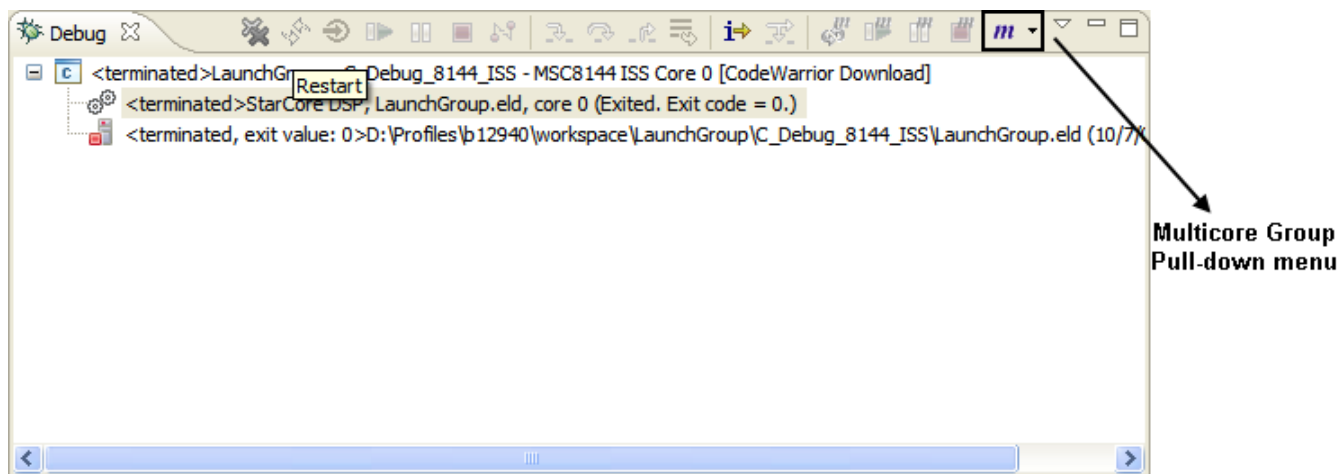 Debug
m
<terminated>LaunchGr C_Debug_8144_ISS - MSC8144 ISS Core 0 [CodeWarrior Download]
Restart
<terminated>StarCore DSP, LaunchGroup.eld, core 0 (Exited. Exit code = 0.)
<terminated, exit value: 0>D:\Profiles\b12940\workspace\LaunchGroup\C_Debug_8144_ISS\LaunchGroup.eld (10/7/
Multicore Group
Pull-down menu